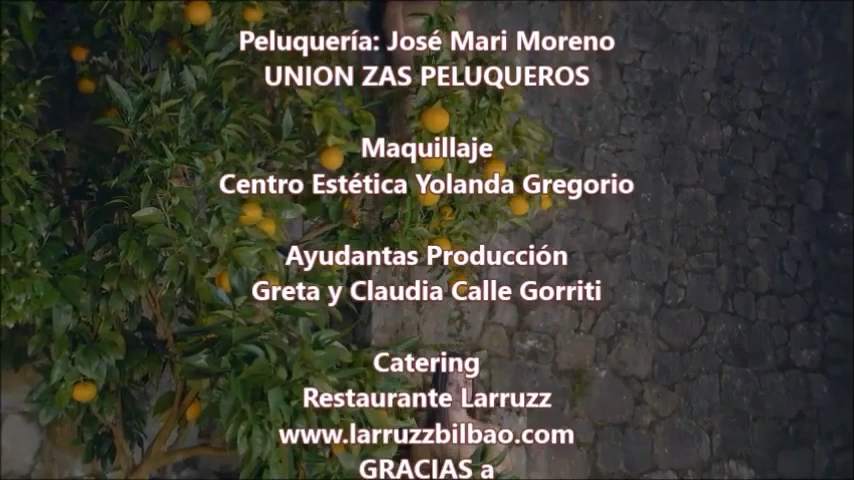 Peluquería: José Mari Moreno
UNION ZAS PELUQUEROS
Maquillaje
Centro Estética Yolanda Gregorio
Ayudantas Producción
Greta y Claudia Calle Gorriti
Catering
Restaurante Larruzz
www.larruzzbilbao.com
GRACIAS a